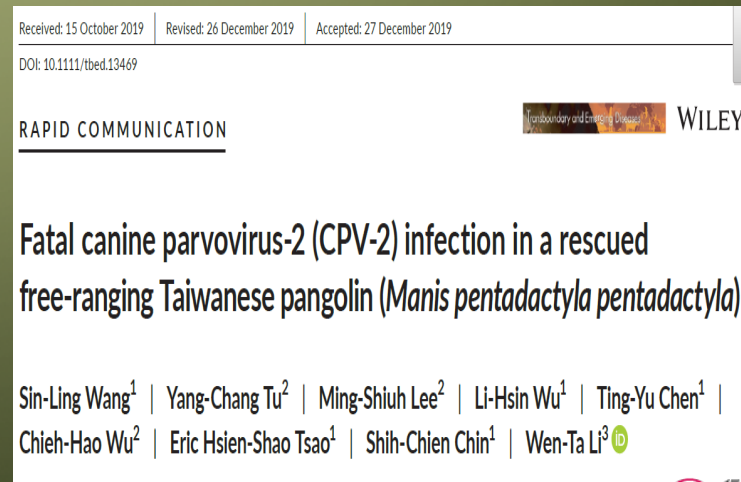 Received: 15 October 2019 | Revised: 26 December 2019 | Accepted: 27 December 2019
DOI: 10.1111/tbed.13469
RAPID COMMUNICATION
Transboundary and Emerging Diseases WILEY
Fatal canine parvovirus-2 (CPV-2) infection in a rescued
free-ranging Taiwanese pangolin (Manis pentadactyla pentadactyla)
Sin-Ling Wang1 | Yang-Chang Tu2 | Ming-Shiuh Lee2 | Li-Hsin Wu1 | Ting-Yu Chen1 |
Chieh-Hao Wu2 | Eric Hsien-Shao Tsao1 | Shih-Chien Chin1 | Wen-Ta Li3 iD